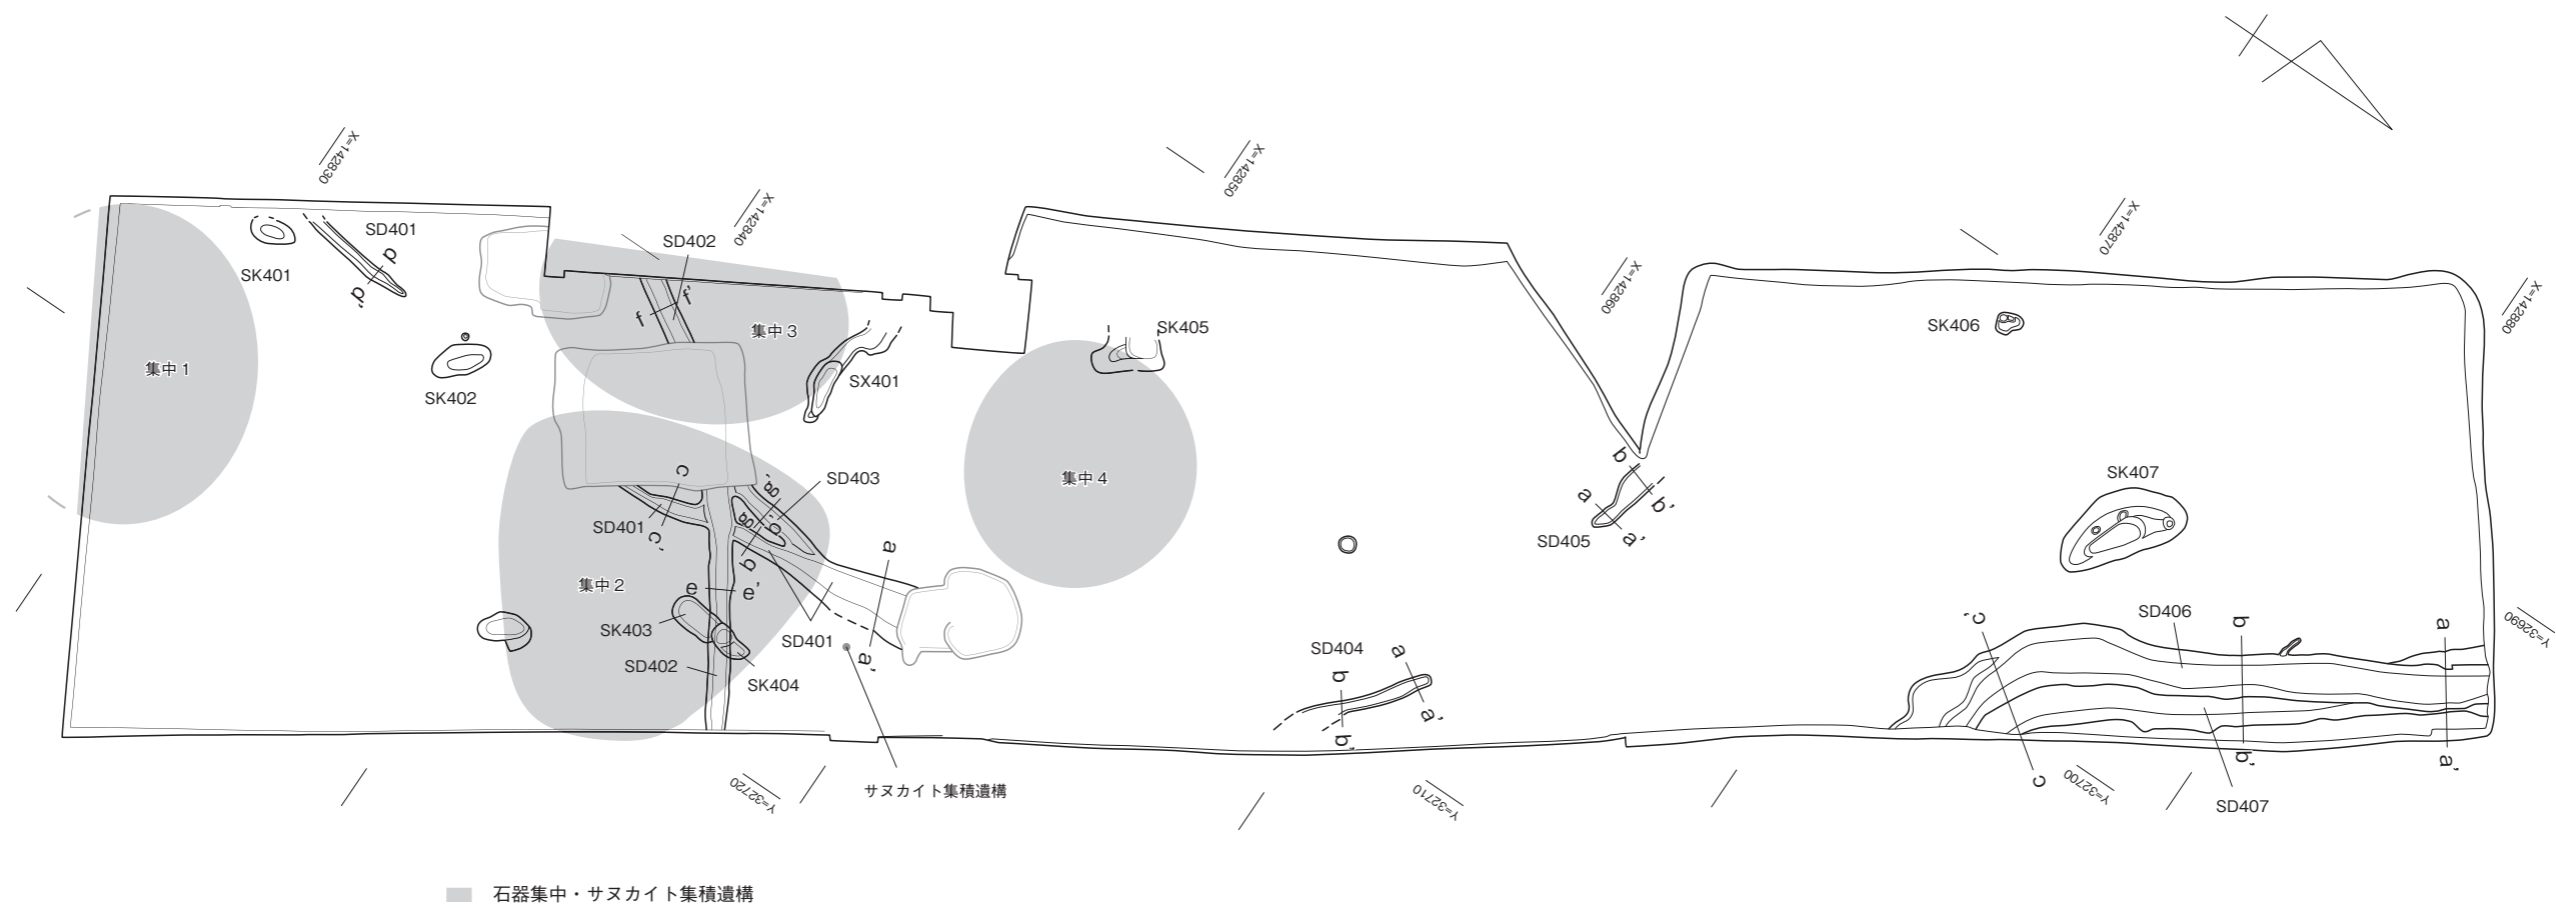 X=142830
X=142840
X=142850
X=142860
X=142870
X=142880
SD401
SK401
d
d'
SD402
f
f'
集中3
集中1
SK402
SX401
SK405
SK406
集中4
SK407
c
c'
SD401
SD403
g
g'
b
b'
a
a'
集中2
e
e'
SK403
SD402
SK404
SD401
サヌカイト集積遺構
SD404
a
a'
b
b'
SD405
a
a'
b
b'
SD406
SD407
a
a'
b
b'
c
c'
Y=32690
Y=32700
Y=32710
Y=32720
石器集中・サヌカイト集積遺構